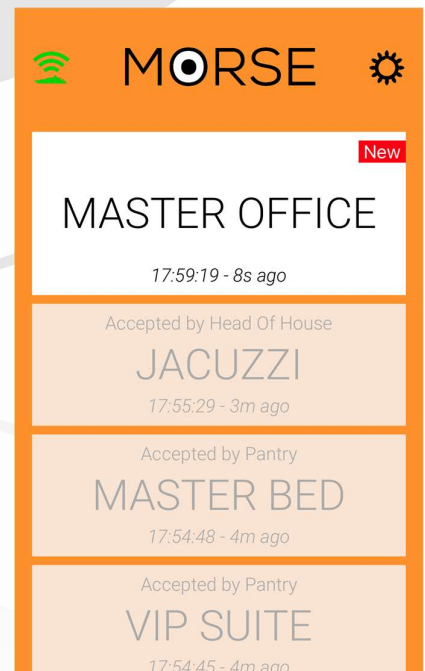 MORSE
New
MASTER OFFICE
17:59:19 - 8s ago
Accepted by Head Of House
JACUZZI
17:55:29 - 3m ago
Accepted by Pantry
MASTER BED
17:54:48 - 4m ago
Accepted by Pantry
VIP SUITE
17:54:45 - 4m ago